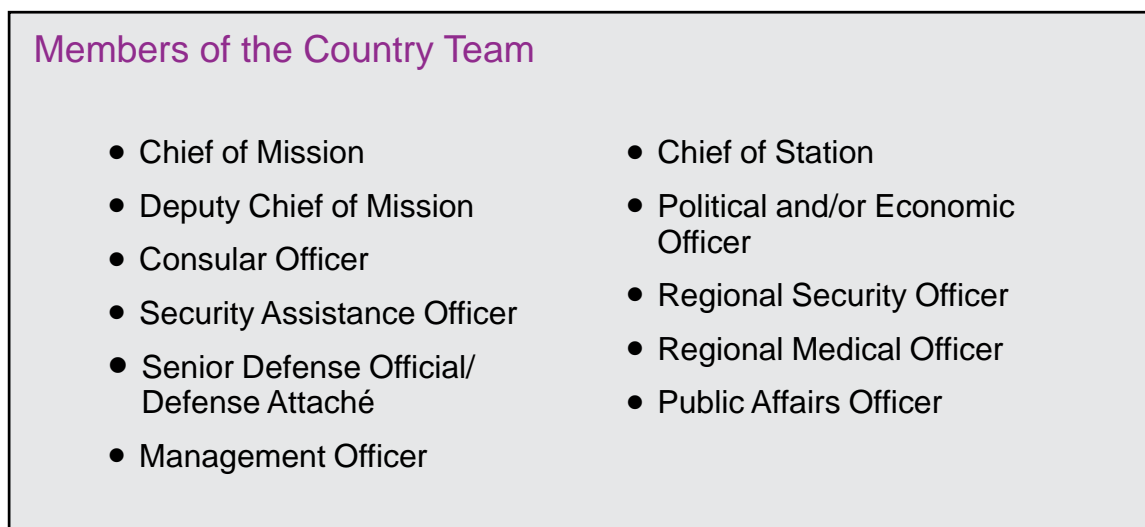 Members of the Country Team
• Chief of Mission
• Deputy Chief of Mission
• Consular Officer
• Security Assistance Officer
• Senior Defense Official/
Defense Attaché
• Management Officer
• Chief of Station
• Political and/or Economic
Officer
• Regional Security Officer
• Regional Medical Officer
• Public Affairs Officer